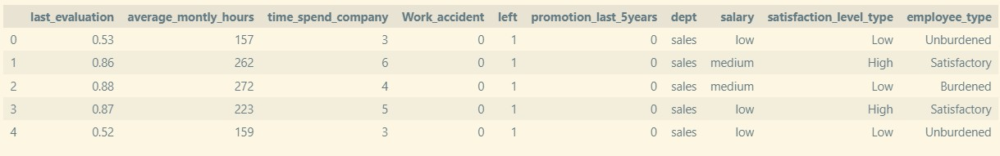 last_evaluation average_montly_hours time_spend_company Work_accident left promotion_last_5years dept salary satisfaction_level_type employee_type
0 0.53 157 3 0 1 0 sales low Low Unburdened
1 0.86 262 6 0 1 0 sales medium High Satisfactory
2 0.88 272 4 0 1 0 sales medium Low Burdened
3 0.87 223 5 0 1 0 sales low High Satisfactory
4 0.52 159 3 0 1 0 sales low Low Unburdened